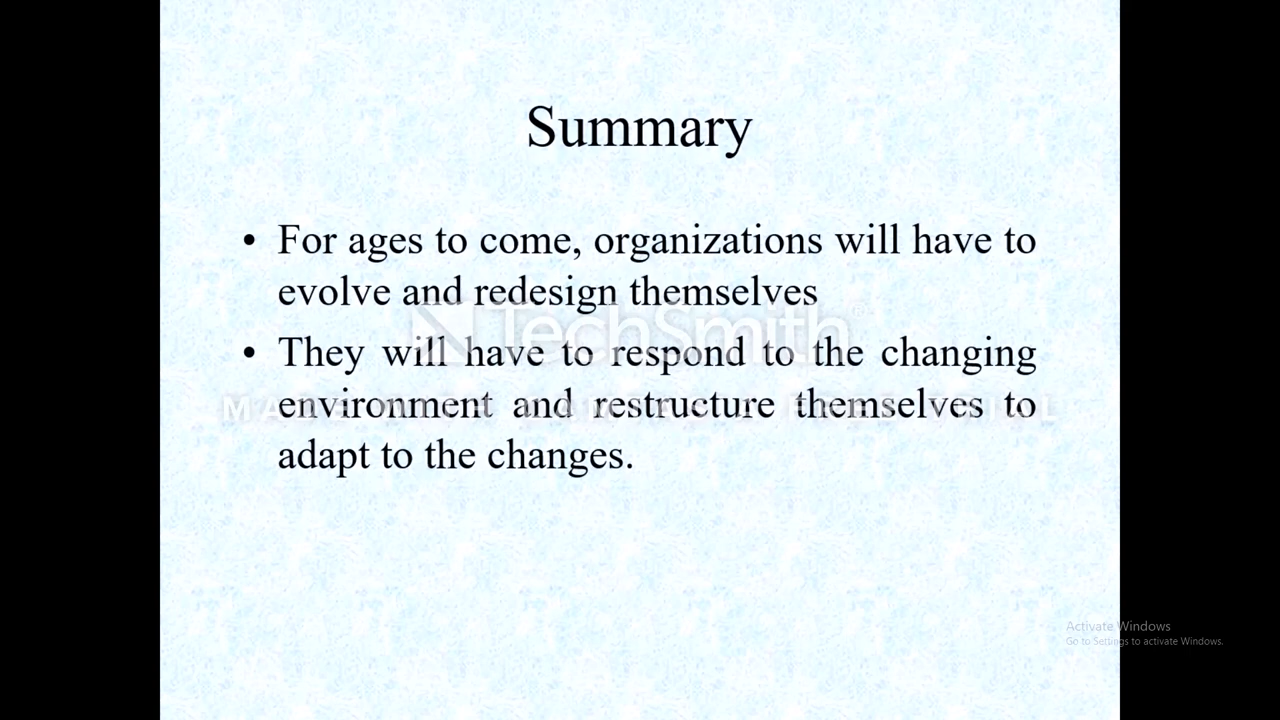 Summary
• For ages to come, organizations will have to
evolve and redesign themselves
TechSmith
• They will have to respond to the changing
environment and restructure themselves to
adapt to the changes.
Activate Windows
Go to Settings to activate Windows.